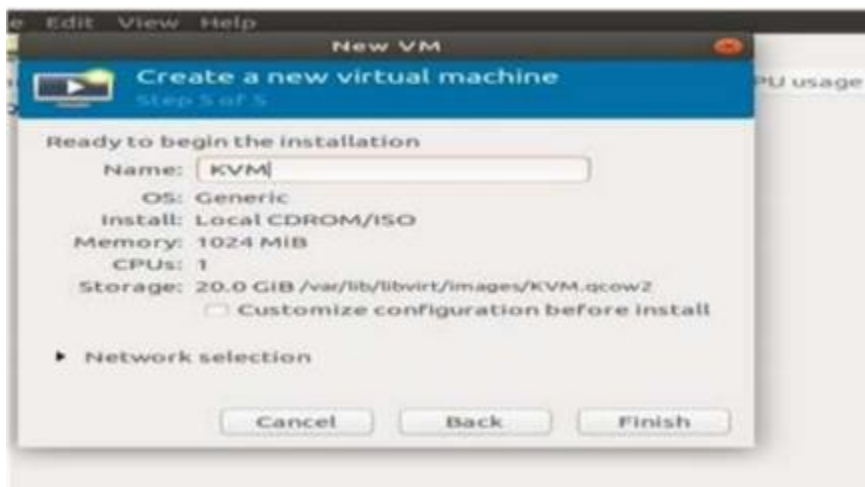 Edit View Help
New VM
Create a new virtual machine
Step 5 of 5
PU usage
Ready to begin the installation
Name: KVM
OS: Generic
Install: Local CDROM/ISO
Memory: 1024 MiB
CPUs: 1
Storage: 20.0 GiB /var/lib/libvirt/images/KVM.qcow2
Customize configuration before install
Network selection
Cancel Back Finish